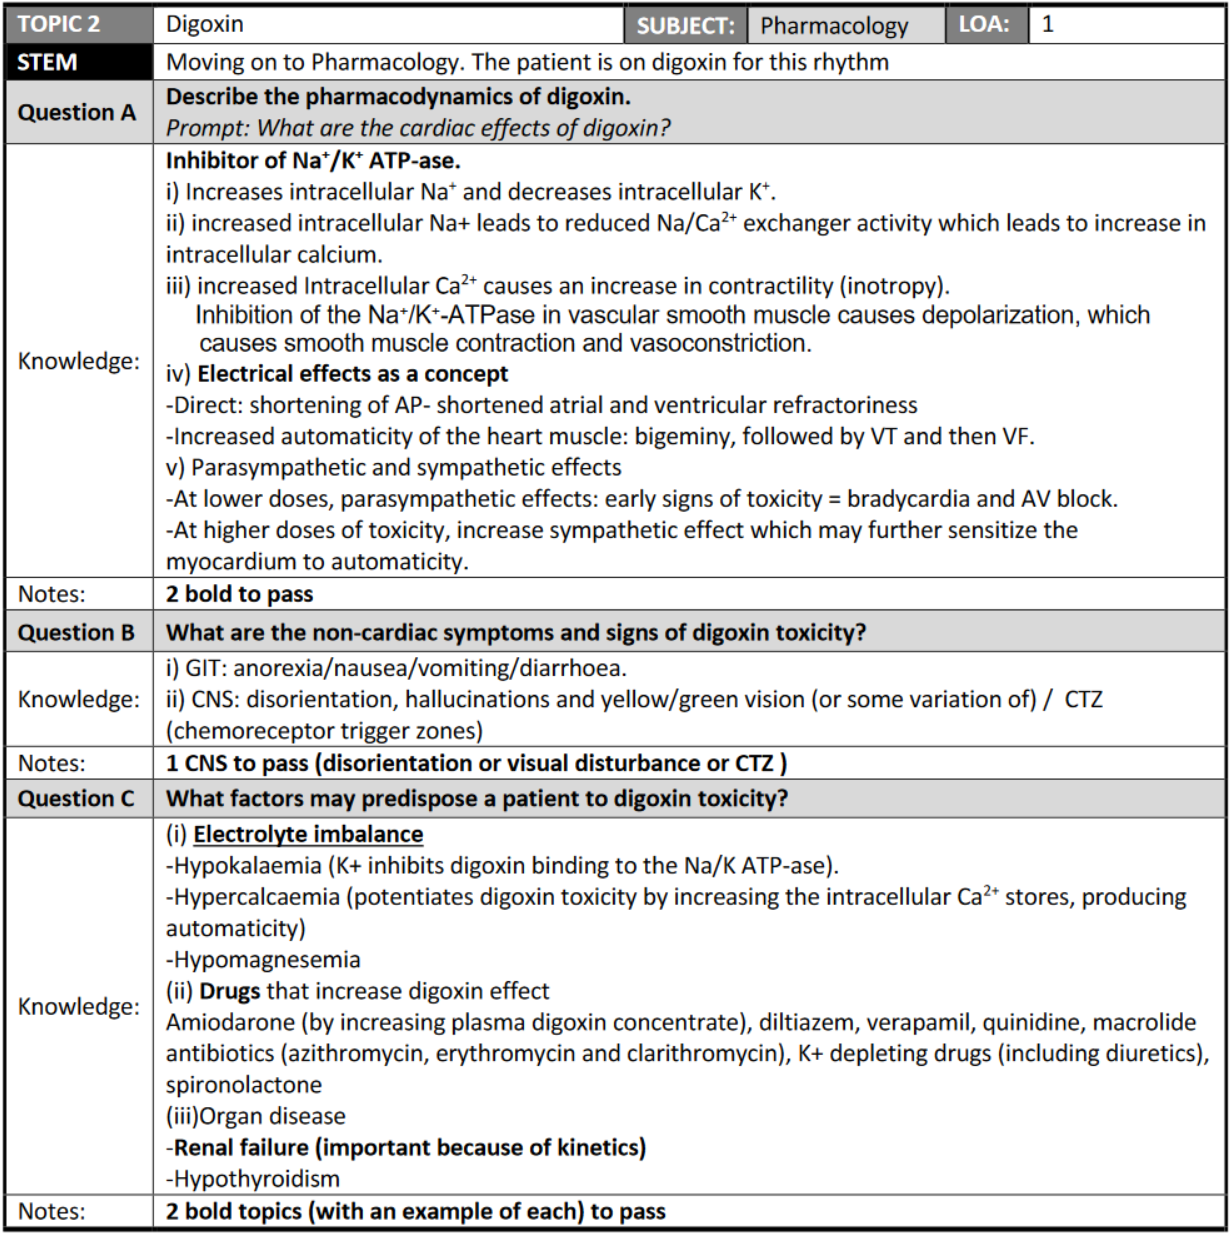 TOPIC 2 Digoxin SUBJECT: Pharmacology LOA: 1
STEM Moving on to Pharmacology. The patient is on digoxin for this rhythm
Question A Describe the pharmacodynamics of digoxin.
Prompt: What are the cardiac effects of digoxin?
Knowledge:
Inhibitor of Na⁺/K⁺ ATP-ase.
i) Increases intracellular Na⁺ and decreases intracellular K⁺.
ii) increased intracellular Na+ leads to reduced Na/Ca²⁺ exchanger activity which leads to increase in
intracellular calcium.
iii) increased Intracellular Ca²⁺ causes an increase in contractility (inotropy).
Inhibition of the Na⁺/K⁺-ATPase in vascular smooth muscle causes depolarization, which
causes smooth muscle contraction and vasoconstriction.
iv) Electrical effects as a concept
-Direct: shortening of AP- shortened atrial and ventricular refractoriness
-Increased automaticity of the heart muscle: bigeminy, followed by VT and then VF.
v) Parasympathetic and sympathetic effects
-At lower doses, parasympathetic effects: early signs of toxicity = bradycardia and AV block.
-At higher doses of toxicity, increase sympathetic effect which may further sensitize the
myocardium to automaticity.
Notes: 2 bold to pass
Question B What are the non-cardiac symptoms and signs of digoxin toxicity?
Knowledge:
i) GIT: anorexia/nausea/vomiting/diarrhoea.
ii) CNS: disorientation, hallucinations and yellow/green vision (or some variation of) / CTZ
(chemoreceptor trigger zones)
Notes: 1 CNS to pass (disorientation or visual disturbance or CTZ )
Question C What factors may predispose a patient to digoxin toxicity?
Knowledge:
(i) Electrolyte imbalance
-Hypokalaemia (K+ inhibits digoxin binding to the Na/K ATP-ase).
-Hypercalcaemia (potentiates digoxin toxicity by increasing the intracellular Ca²⁺ stores, producing
automaticity)
-Hypomagnesemia
(ii) Drugs that increase digoxin effect
Amiodarone (by increasing plasma digoxin concentrate), diltiazem, verapamil, quinidine, macrolide
antibiotics (azithromycin, erythromycin and clarithromycin), K+ depleting drugs (including diuretics),
spironolactone
(iii)Organ disease
-Renal failure (important because of kinetics)
-Hypothyroidism
Notes: 2 bold topics (with an example of each) to pass